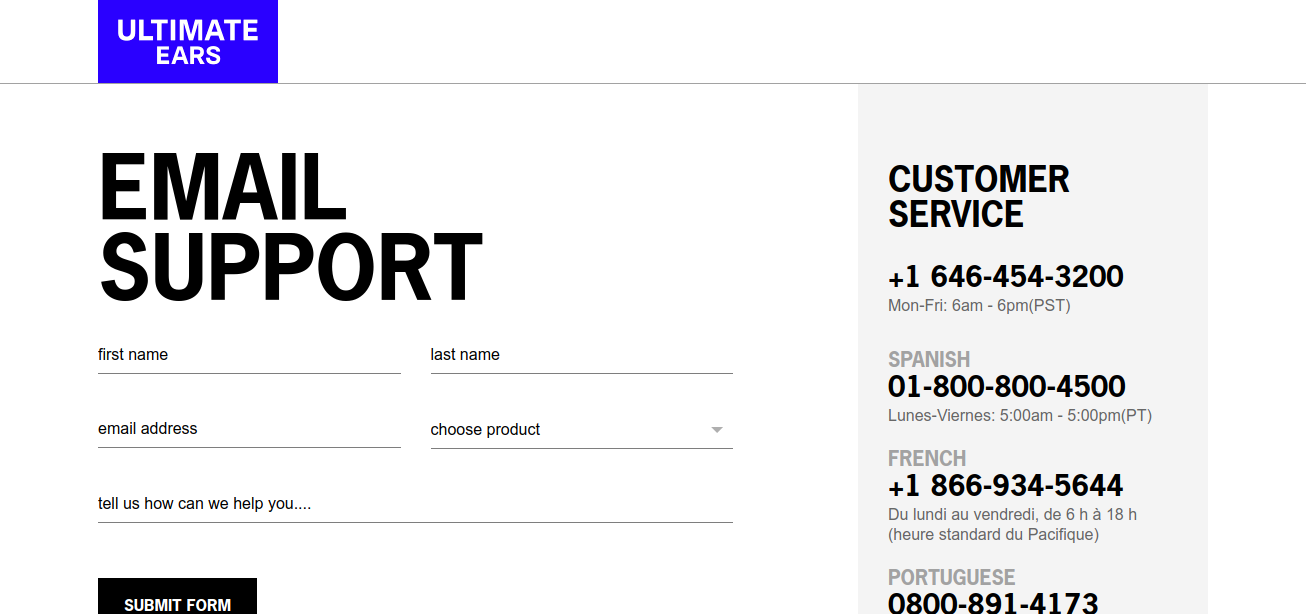 ULTIMATE
EARS
EMAIL
SUPPORT
first name
last name
email address
choose product
tell us how can we help you....
SUBMIT FORM
CUSTOMER
SERVICE
+1 646-454-3200
Mon-Fri: 6am - 6pm(PST)
SPANISH
01-800-800-4500
Lunes-Viernes: 5:00am - 5:00pm(PT)
FRENCH
+1 866-934-5644
Du lundi au vendredi, de 6 h à 18 h
(heure standard du Pacifique)
PORTUGUESE
0800-891-4173